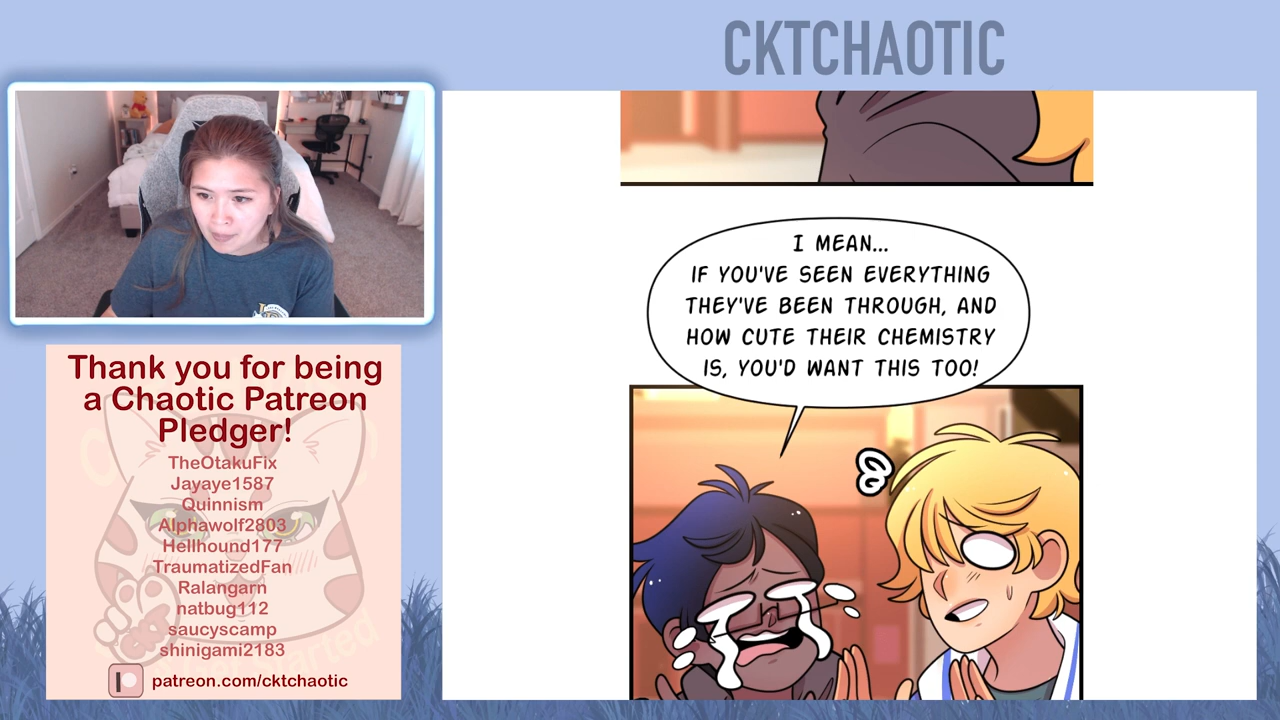 CKTCHAOTIC
Thank you for being
a Chaotic Patreon
Pledger!
TheOtakuFix
Jayaye1587
Quinnism
Alphawolf2803
Hellhound177
TraumatizedFan
Ralangarn
natbug112
saucyscamp
shinigami2183
patreon.com/cktchaotic
I MEAN...
IF YOU'VE SEEN EVERYTHING
THEY'VE BEEN THROUGH, AND
HOW CUTE THEIR CHEMISTRY
IS, YOU'D WANT THIS TOO!